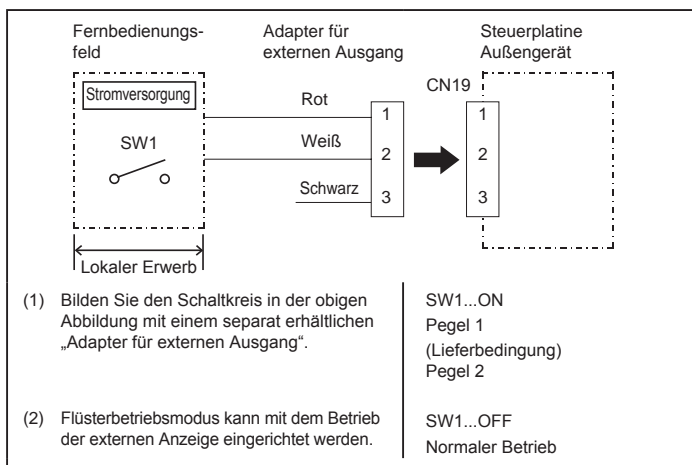 Fernbedienungs-
feld
Adapter für
externen Ausgang
Steuerplatine
Außengerät
Stromversorgung
SW1
Lokaler Erwerb
Rot
Weiß
Schwarz
1
2
3
CN19
1
2
3
(1) Bilden Sie den Schaltkreis in der obigen
Abbildung mit einem separat erhältlichen
„Adapter für externen Ausgang“.
SW1...ON
Pegel 1
(Lieferbedingung)
Pegel 2
(2) Flüsterbetriebsmodus kann mit dem Betrieb
der externen Anzeige eingerichtet werden.
SW1...OFF
Normaler Betrieb